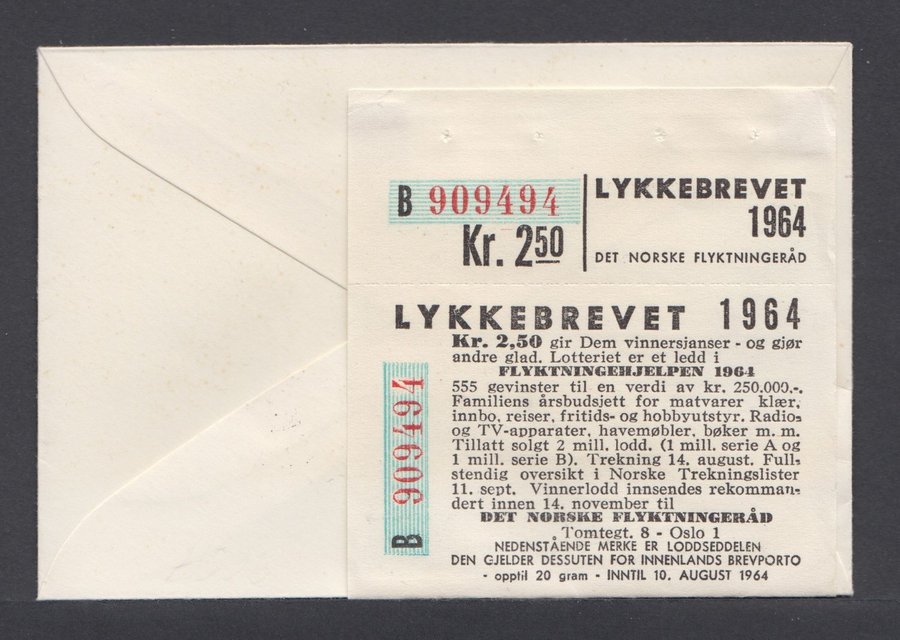 B 909494
Kr. 2 50
LYKKEBREVET
1964
DET NORSKE FLYKTNINGERÅD
LYKKEBREVET 1964
B 909494
Kr. 2,50 gir Dem vinnersjanser - og gjør
andre glad. Lotteriet er et ledd i
FLYKTNINGEHJELPEN 1964
555 gevinster til en verdi av kr. 250.000.-.
Familiens årsbudsjett for matvarer klær,
innbo, reiser, fritids- og hobbyutstyr. Radio-
og TV-apparater, havemøbler, bøker m. m.
Tillatt solgt 2 mill. lodd. (1 mill. serie A og
1 mill. serie B). Trekning 14. august. Full-
stendig oversikt i Norske Trekningslister
11. sept. Vinnerlodd innsendes rekomman-
dert innen 14. november til
DET NORSKE FLYKTNINGERÅD
Tomtegt. 8 - Oslo 1
NEDENSTÅENDE MERKE ER LODDSEDDELEN
DEN GJELDER DESSUTEN FOR INNENLANDS BREVPORTO
- opptil 20 gram - INNTIL 10. AUGUST 1964